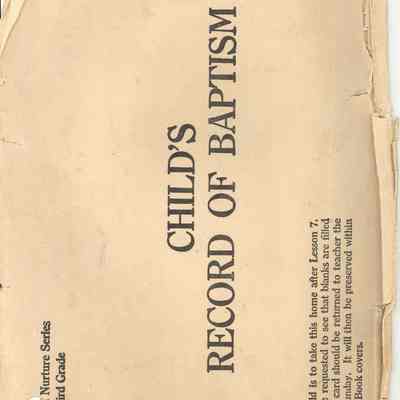 Nurture Series
ird Grade
CHILD'S
RECORD OF BAPTISM
ld is to take this home after Lesson 7.
requested to see that blanks are filled
card should be returned to teacher the
unday. It will then be preserved within
Book covers.